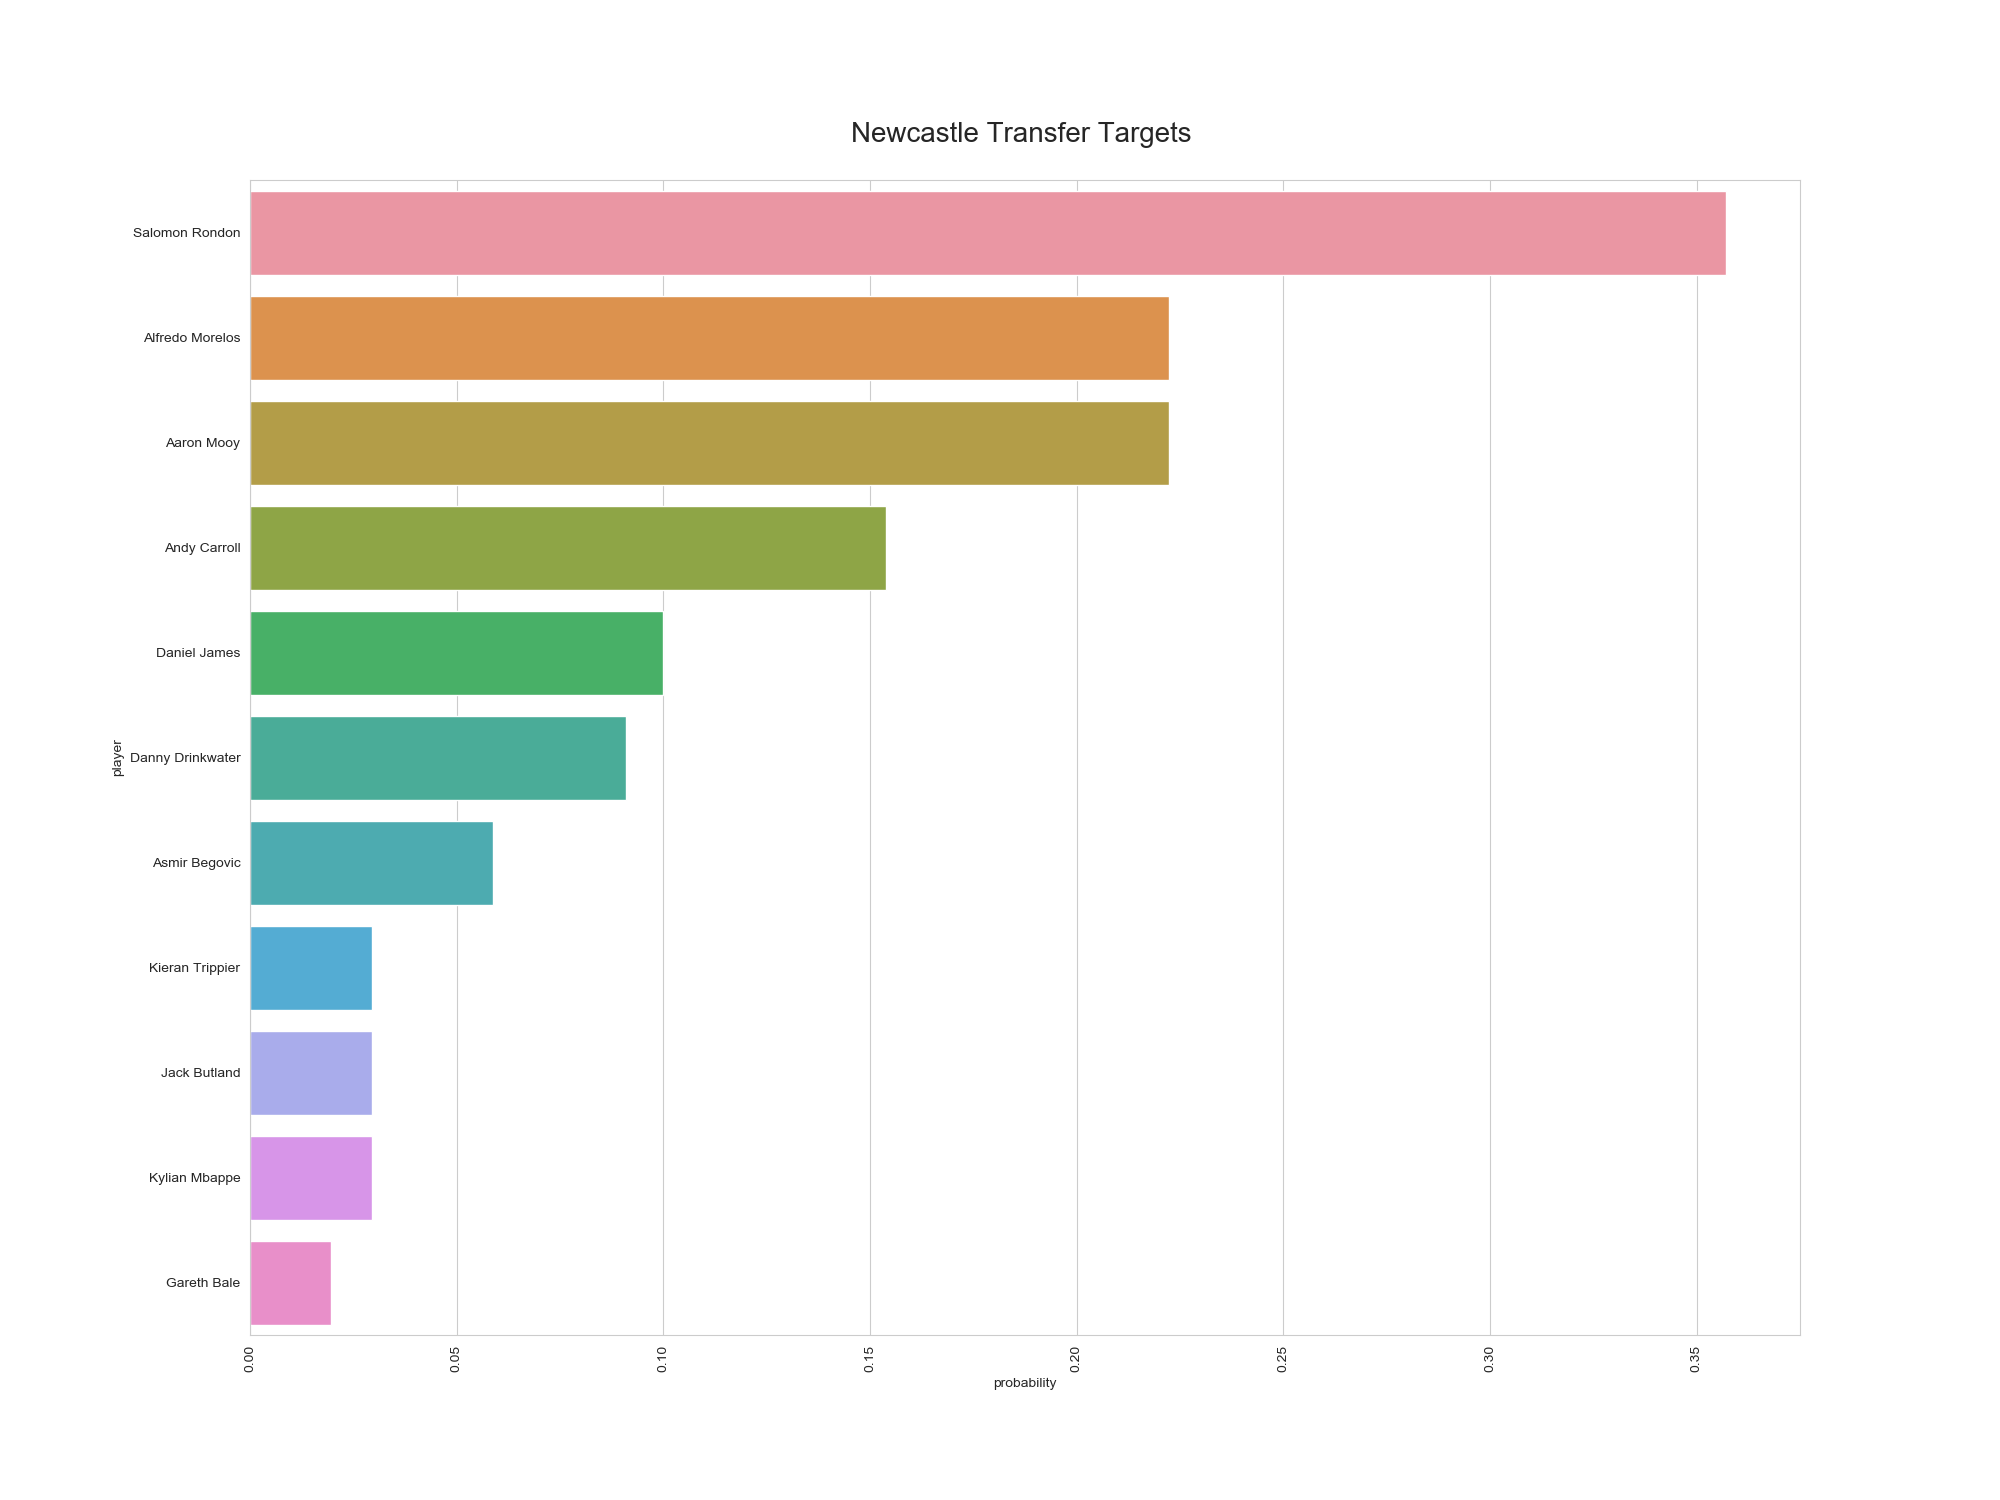 Newcastle Transfer Targets
Salomon Rondon
Alfredo Morelos
Aaron Mooy
Andy Carroll
Daniel James
Danny Drinkwater
Asmir Begovic
Kieran Trippier
Jack Butland
Kylian Mbappe
Gareth Bale
player
0.00
0.05
0.10
0.15
0.20
0.25
0.30
0.35
probability